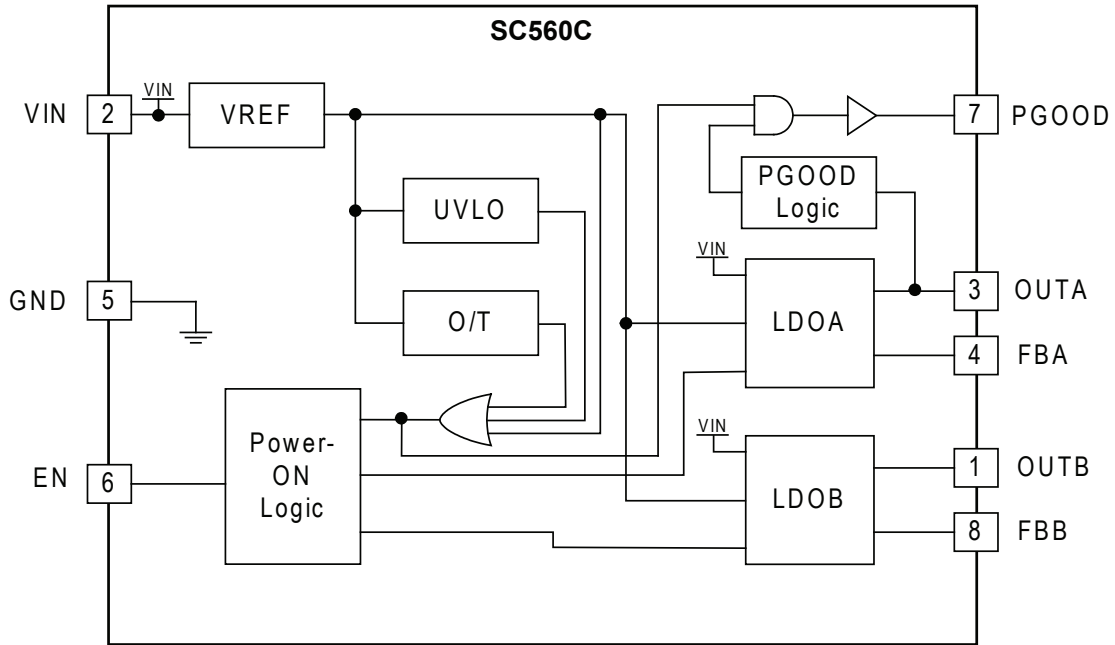 SC560C
VIN
2
VIN
VREF
7
PGOOD
PGOOD
Logic
UVLO
VIN
GND
5
O/T
LDOA
3
OUTA
4
FBA
Power-
ON
Logic
VIN
EN
6
LDOB
1
OUTB
8
FBB